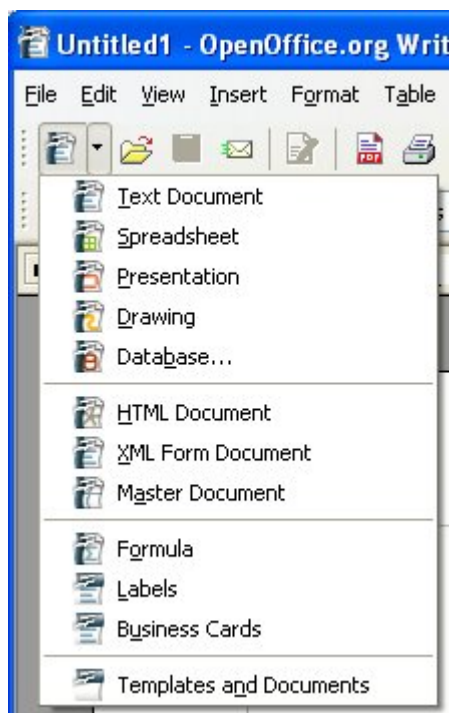 Untitled1 - OpenOffice.org Writ
File Edit View Insert Format Table
PDF
Text Document
Spreadsheet
Presentation
Drawing
Database...
HTML Document
XML Form Document
Master Document
Formula
Labels
Business Cards
Templates and Documents